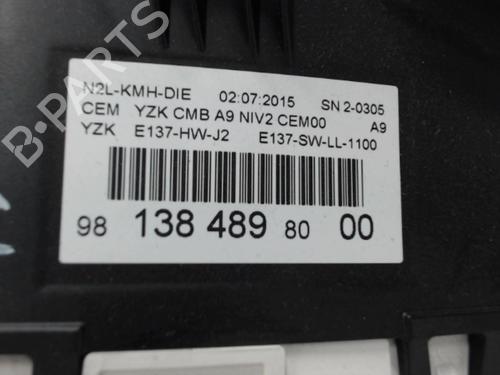 B-PARTS
N2L-KMH-DIE 02:07:2015 SN 2-0305
CEM YZK CMB A9 NIV2 CEM00 A9
YZK E137-HW-J2 E137-SW-LL-1100
98 138 489 80 00